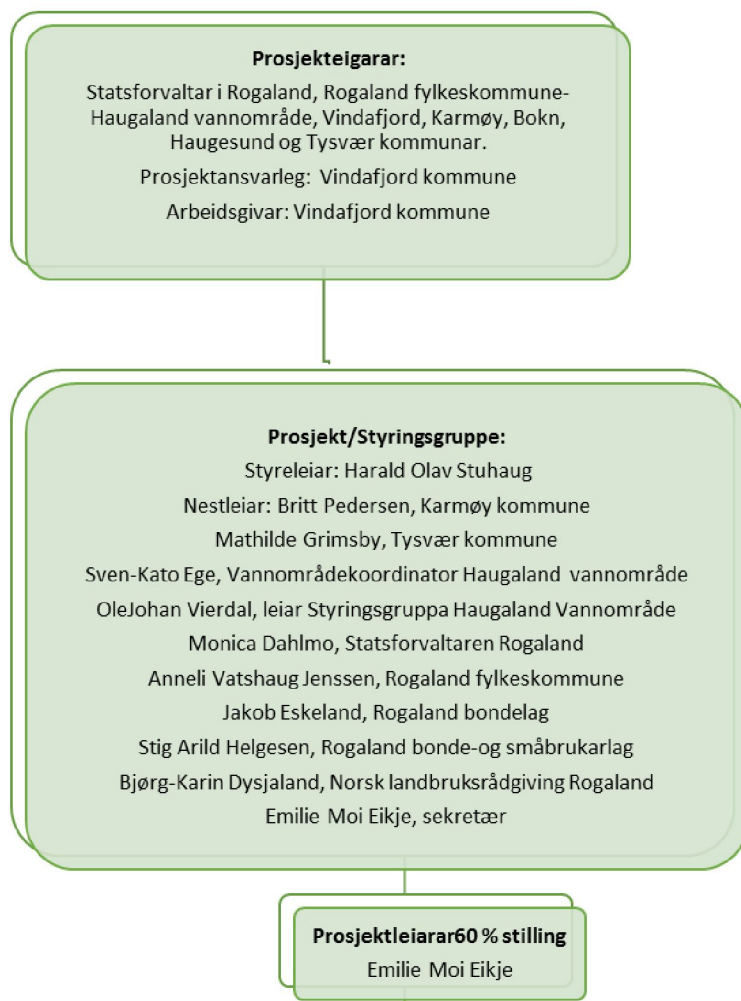 Prosjekteigarar:
Statsforvaltar i Rogaland, Rogaland fylkeskommune-
Haugaland vannområde, Vindafjord, Karmøy, Bokn,
Haugesund og Tysvær kommunar.
Prosjektansvarleg: Vindafjord kommune
Arbeidsgivar: Vindafjord kommune
Prosjekt/Styringsgruppe:
Styreleiar: Harald Olav Stuhaug
Nestleiar: Britt Pedersen, Karmøy kommune
Mathilde Grimsby, Tysvær kommune
Sven-Kato Ege, Vannområdekoordinator Haugaland vannområde
OleJohan Vierdal, leiar Styringsgruppa Haugaland Vannområde
Monica Dahlmo, Statsforvaltaren Rogaland
Anneli Vatshaug Jenssen, Rogaland fylkeskommune
Jakob Eskeland, Rogaland bondelag
Stig Arild Helgesen, Rogaland bonde-og småbrukarlag
Bjørg-Karin Dysjaland, Norsk landbruksrådgiving Rogaland
Emilie Moi Eikje, sekretær
Prosjektleiarar60 % stilling
Emilie Moi Eikje